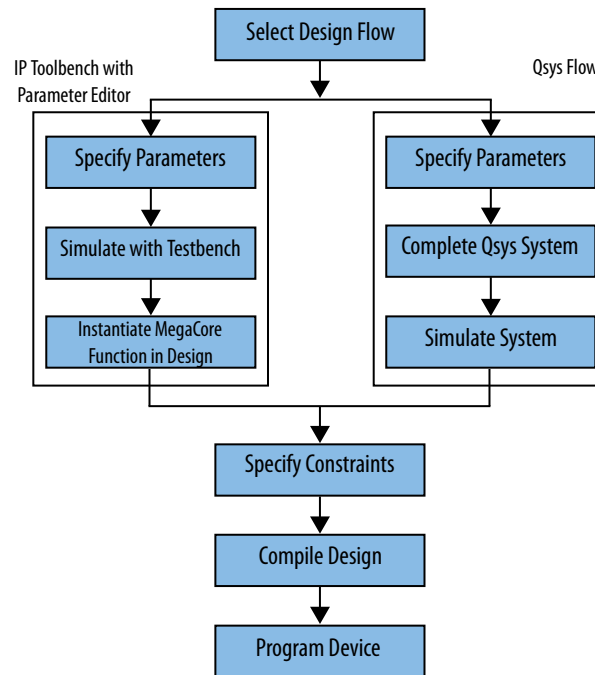 Select Design Flow
IP Toolbench with
Parameter Editor
Qsys Flow
Specify Parameters
Simulate with Testbench
Instantiate MegaCore
Function in Design
Specify Parameters
Complete Qsys System
Simulate System
Specify Constraints
Compile Design
Program Device